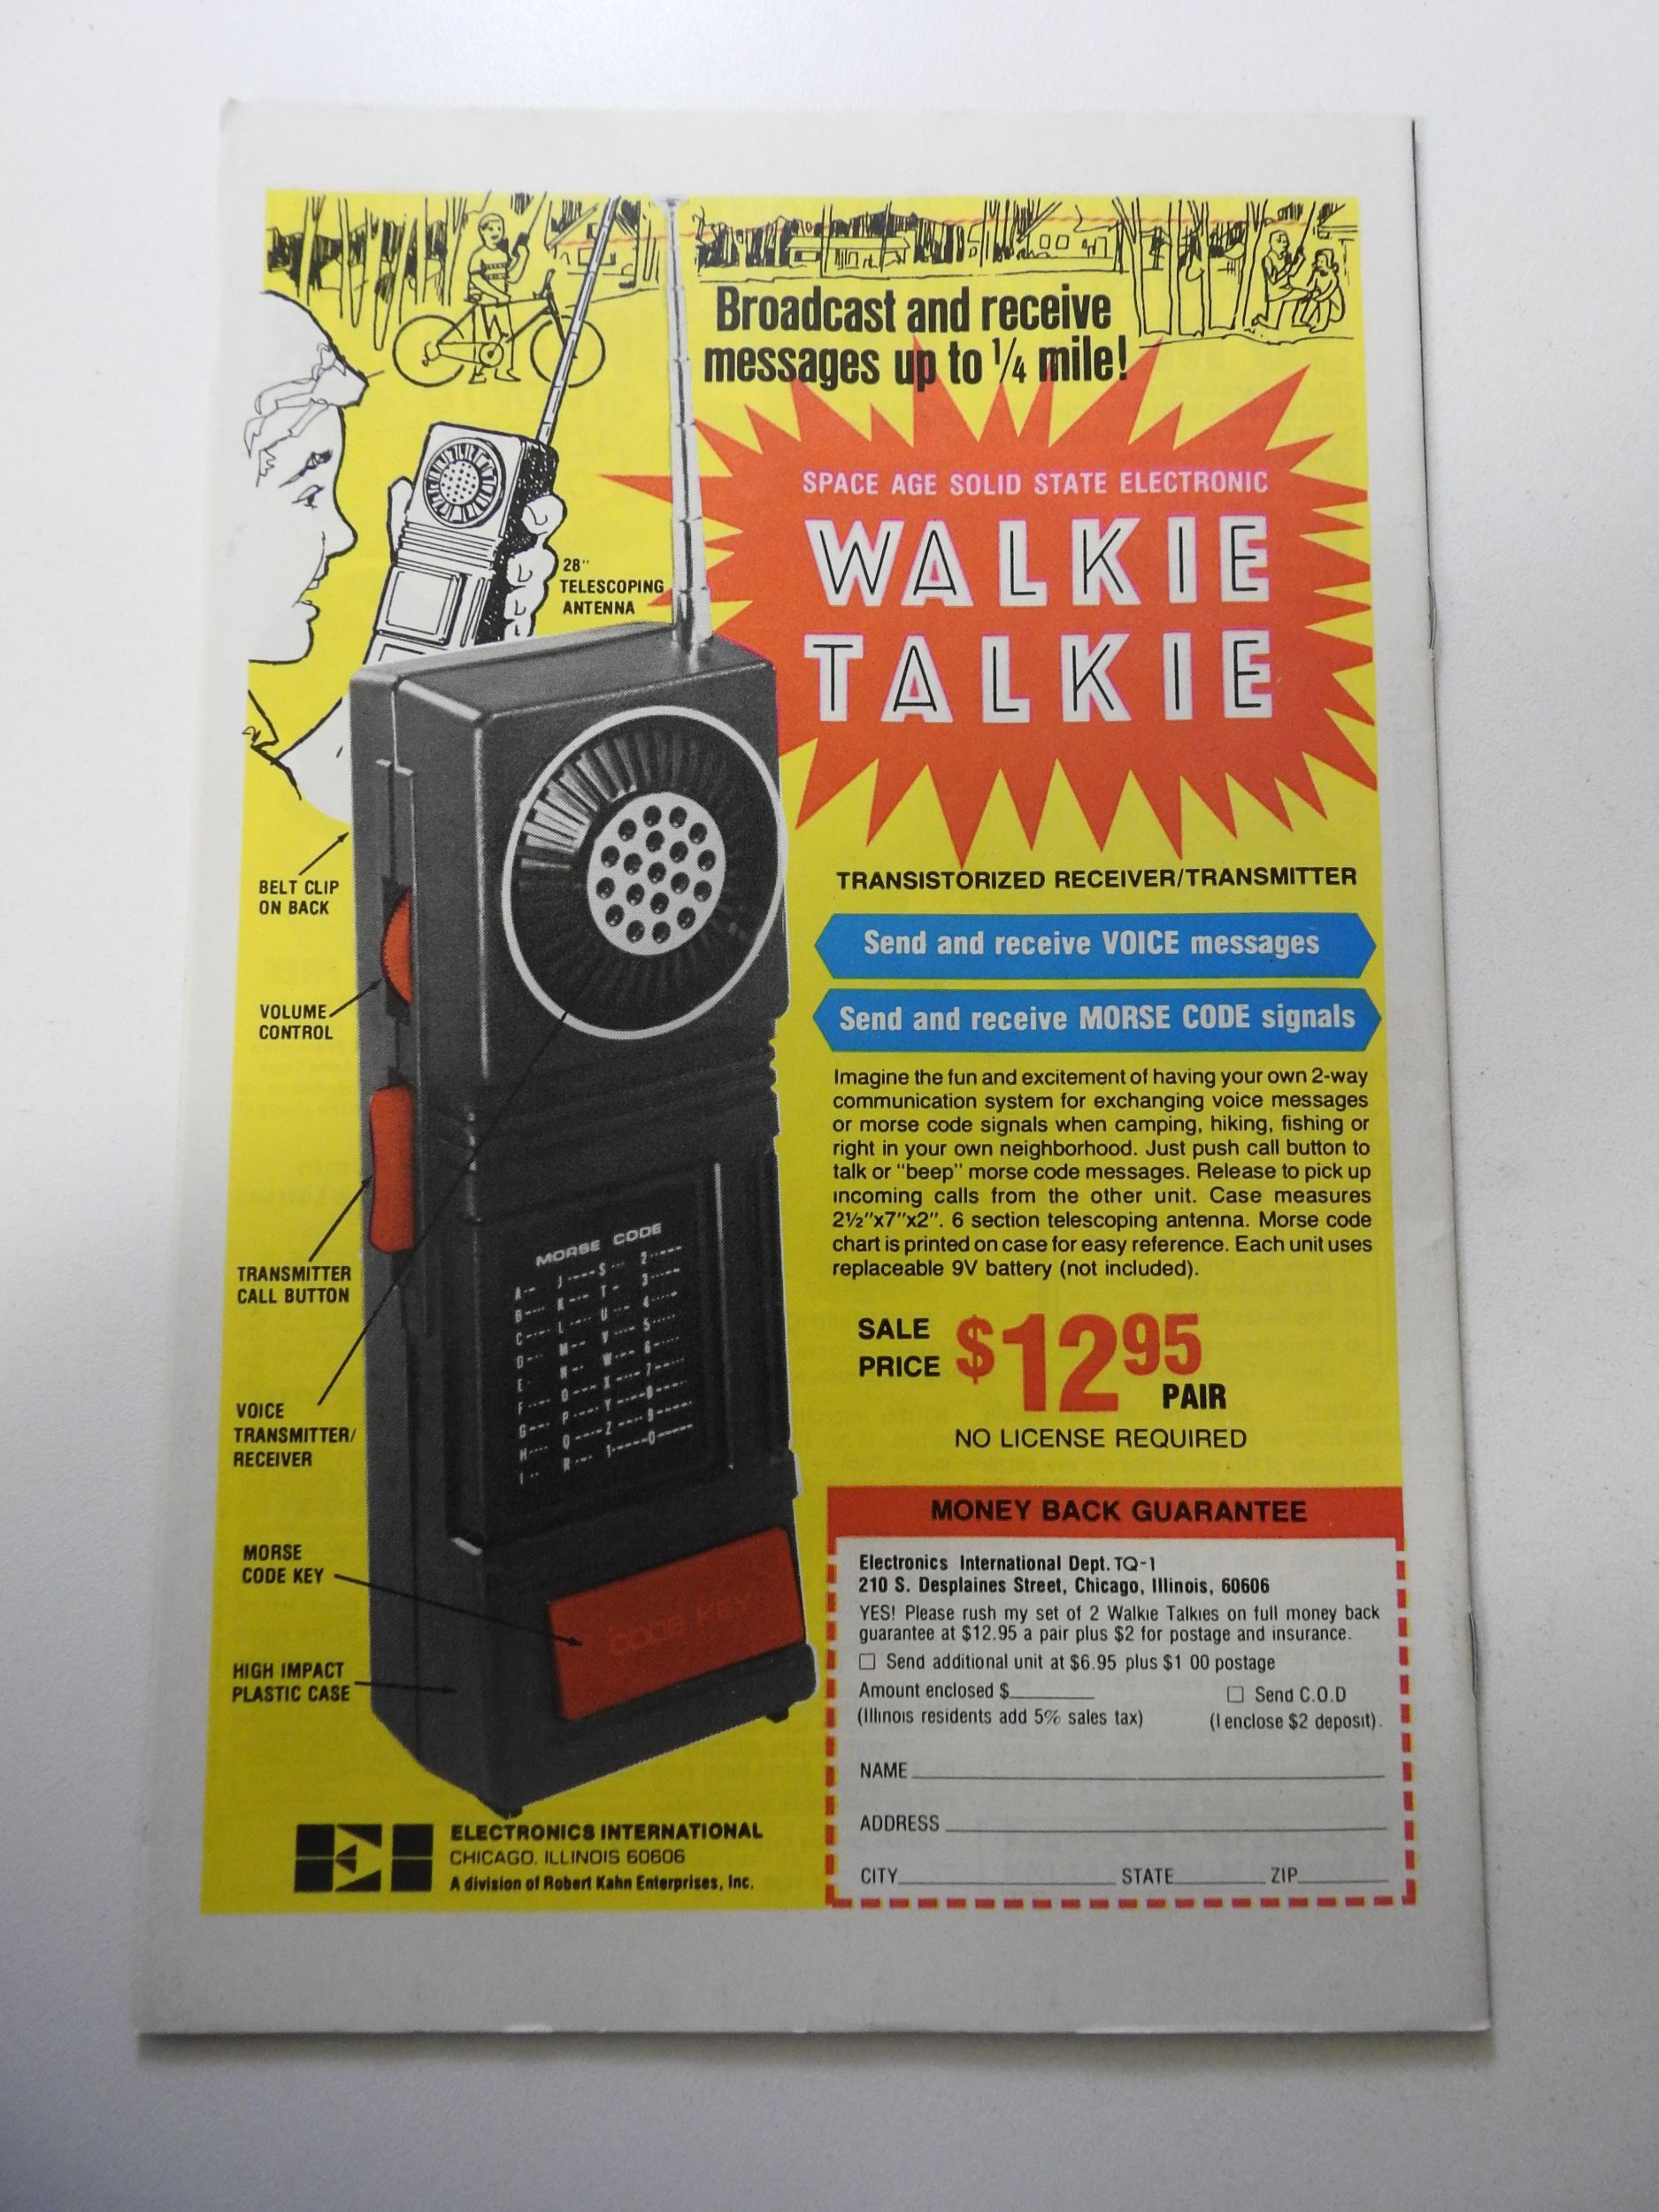 Broadcast and receive
messages up to 1/4 mile!
SPACE AGE SOLID STATE ELECTRONIC
WALKIE
TALKIE
28"
TELESCOPING
ANTENNA
BELT CLIP
ON BACK
VOLUME
CONTROL
TRANSMITTER
CALL BUTTON
VOICE
TRANSMITTER/
RECEIVER
MORSE
CODE KEY
HIGH IMPACT
PLASTIC CASE
MORSE CODE
CODE KEY
TRANSISTORIZED RECEIVER/TRANSMITTER
Send and receive VOICE messages
Send and receive MORSE CODE signals
Imagine the fun and excitement of having your own 2-way
communication system for exchanging voice messages
or morse code signals when camping, hiking, fishing or
right in your own neighborhood. Just push call button to
talk or "beep" morse code messages. Release to pick up
incoming calls from the other unit. Case measures
2½"x7"x2". 6 section telescoping antenna. Morse code
chart is printed on case for easy reference. Each unit uses
replaceable 9V battery (not included).
SALE
PRICE $12 95
PAIR
NO LICENSE REQUIRED
MONEY BACK GUARANTEE
Electronics International Dept. TQ-1
210 S. Desplaines Street, Chicago, Illinois, 60606
YES! Please rush my set of 2 Walkie Talkies on full money back
guarantee at $12.95 a pair plus $2 for postage and insurance.
☐ Send additional unit at $6.95 plus $1 00 postage
Amount enclosed $________ ☐ Send C.O.D
(Illinois residents add 5% sales tax) (I enclose $2 deposit).
NAME
ADDRESS
CITY STATE ZIP
ELECTRONICS INTERNATIONAL
CHICAGO, ILLINOIS 60606
A division of Robert Kahn Enterprises, Inc.